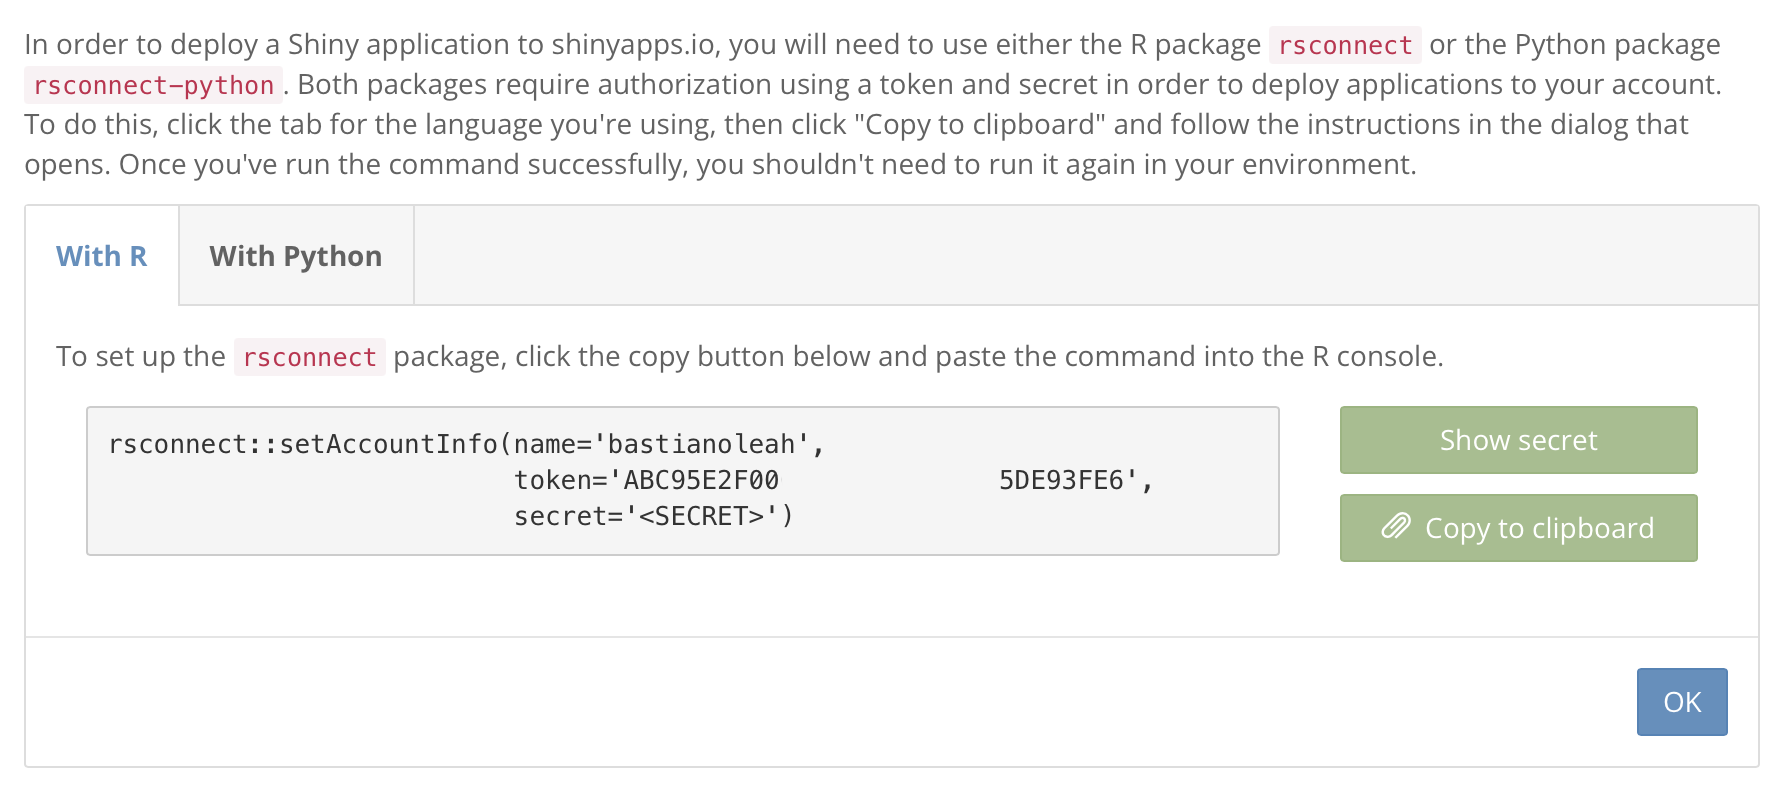 In order to deploy a Shiny application to shinyapps.io, you will need to use either the R package rsconnect or the Python package
rsconnect-python. Both packages require authorization using a token and secret in order to deploy applications to your account.
To do this, click the tab for the language you're using, then click "Copy to clipboard" and follow the instructions in the dialog that
opens. Once you've run the command successfully, you shouldn't need to run it again in your environment.
With R
With Python
To set up the rsconnect package, click the copy button below and paste the command into the R console.
rsconnect::setAccountInfo(name='bastianoleah',
token='ABC95E2F00 5DE93FE6',
secret='<SECRET>')
Show secret
Copy to clipboard
OK